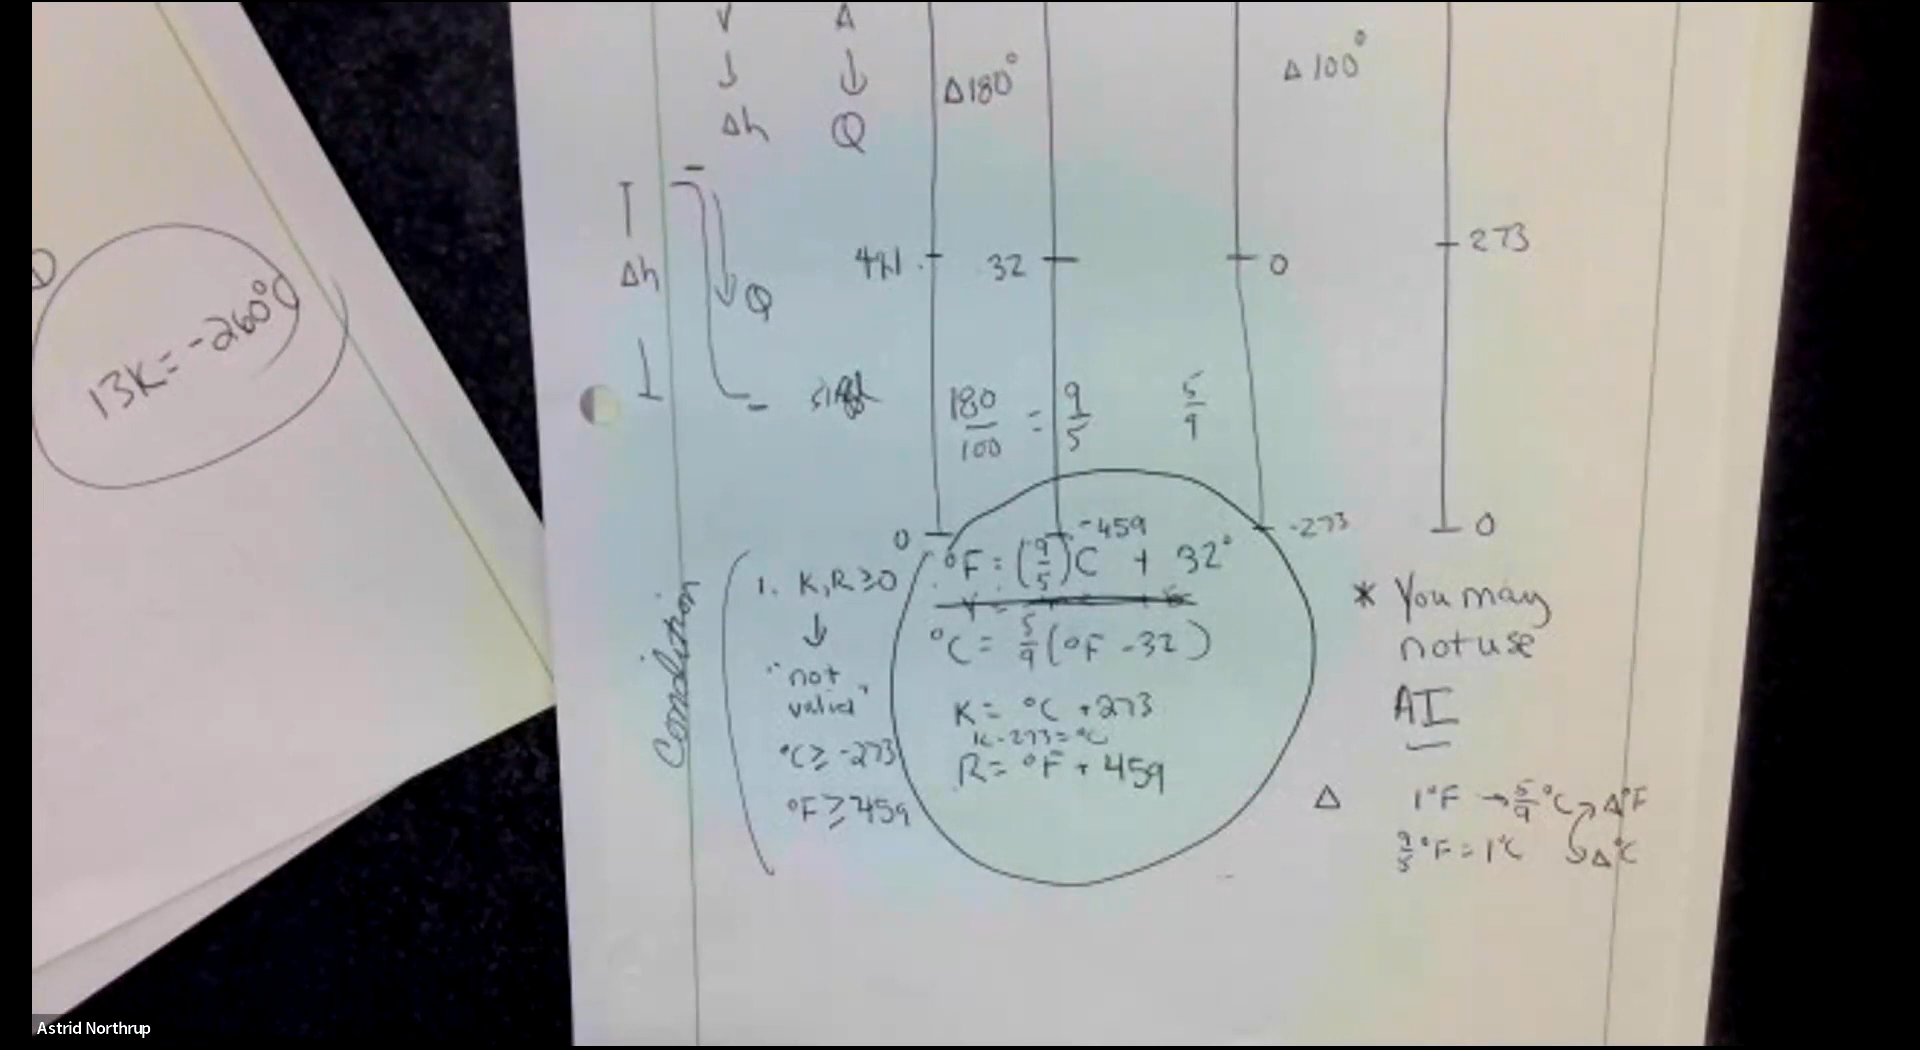 V A
↓ ↓
Δh Q
Δ180°
Δ100°
Δh
Q
32
0
273
13K = -260°C
180/100 = 9/5
5/9
0
-459
-273
0
Condition
1. K, R ≥ 0
↓
"not
valid"
°C ≥ -273
°F ≥ 459
°F = (9/5)C + 32°
°C = 5/9(°F - 32)
K = °C + 273
K - 273 = °C
R = °F + 459
* You may
not use
AI
Δ 1°F → 5/9 °C → Δ°F
9/5 °F = 1°C Δ°C
Astrid Northrup